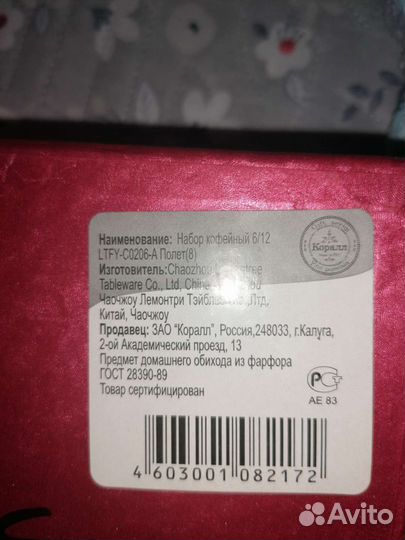 Коралл
Наименование: Набор кофейный 6/12
LTFY-C0206-A Полет(8)
Изготовитель:Chaozhou
Tableware Co., Ltd,
Чаочжоу Лемонтри Лтд,
Китай, Чаочжоу
Продавец: ЗАО "Коралл", Россия,248033, г.Калуга,
2-ой Академический проезд, 13
Предмет домашнего обихода из фарфора
ГОСТ 28390-89
Товар сертифицирован
АЕ 83
4 603001 082172
Avito